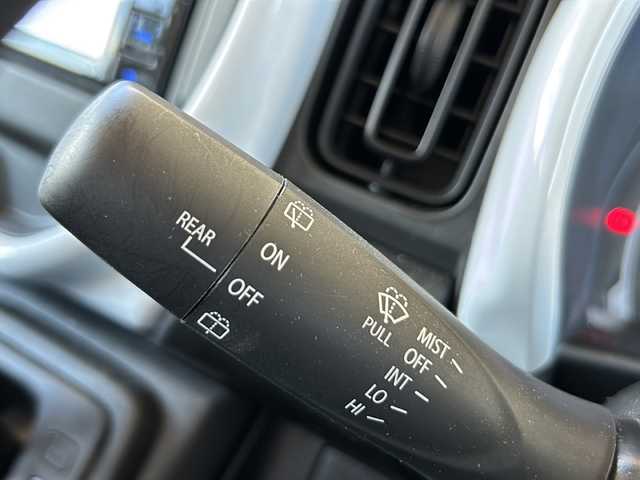 REAR
ON
OFF
PULL
MIST
OFF
INT
LO
HI